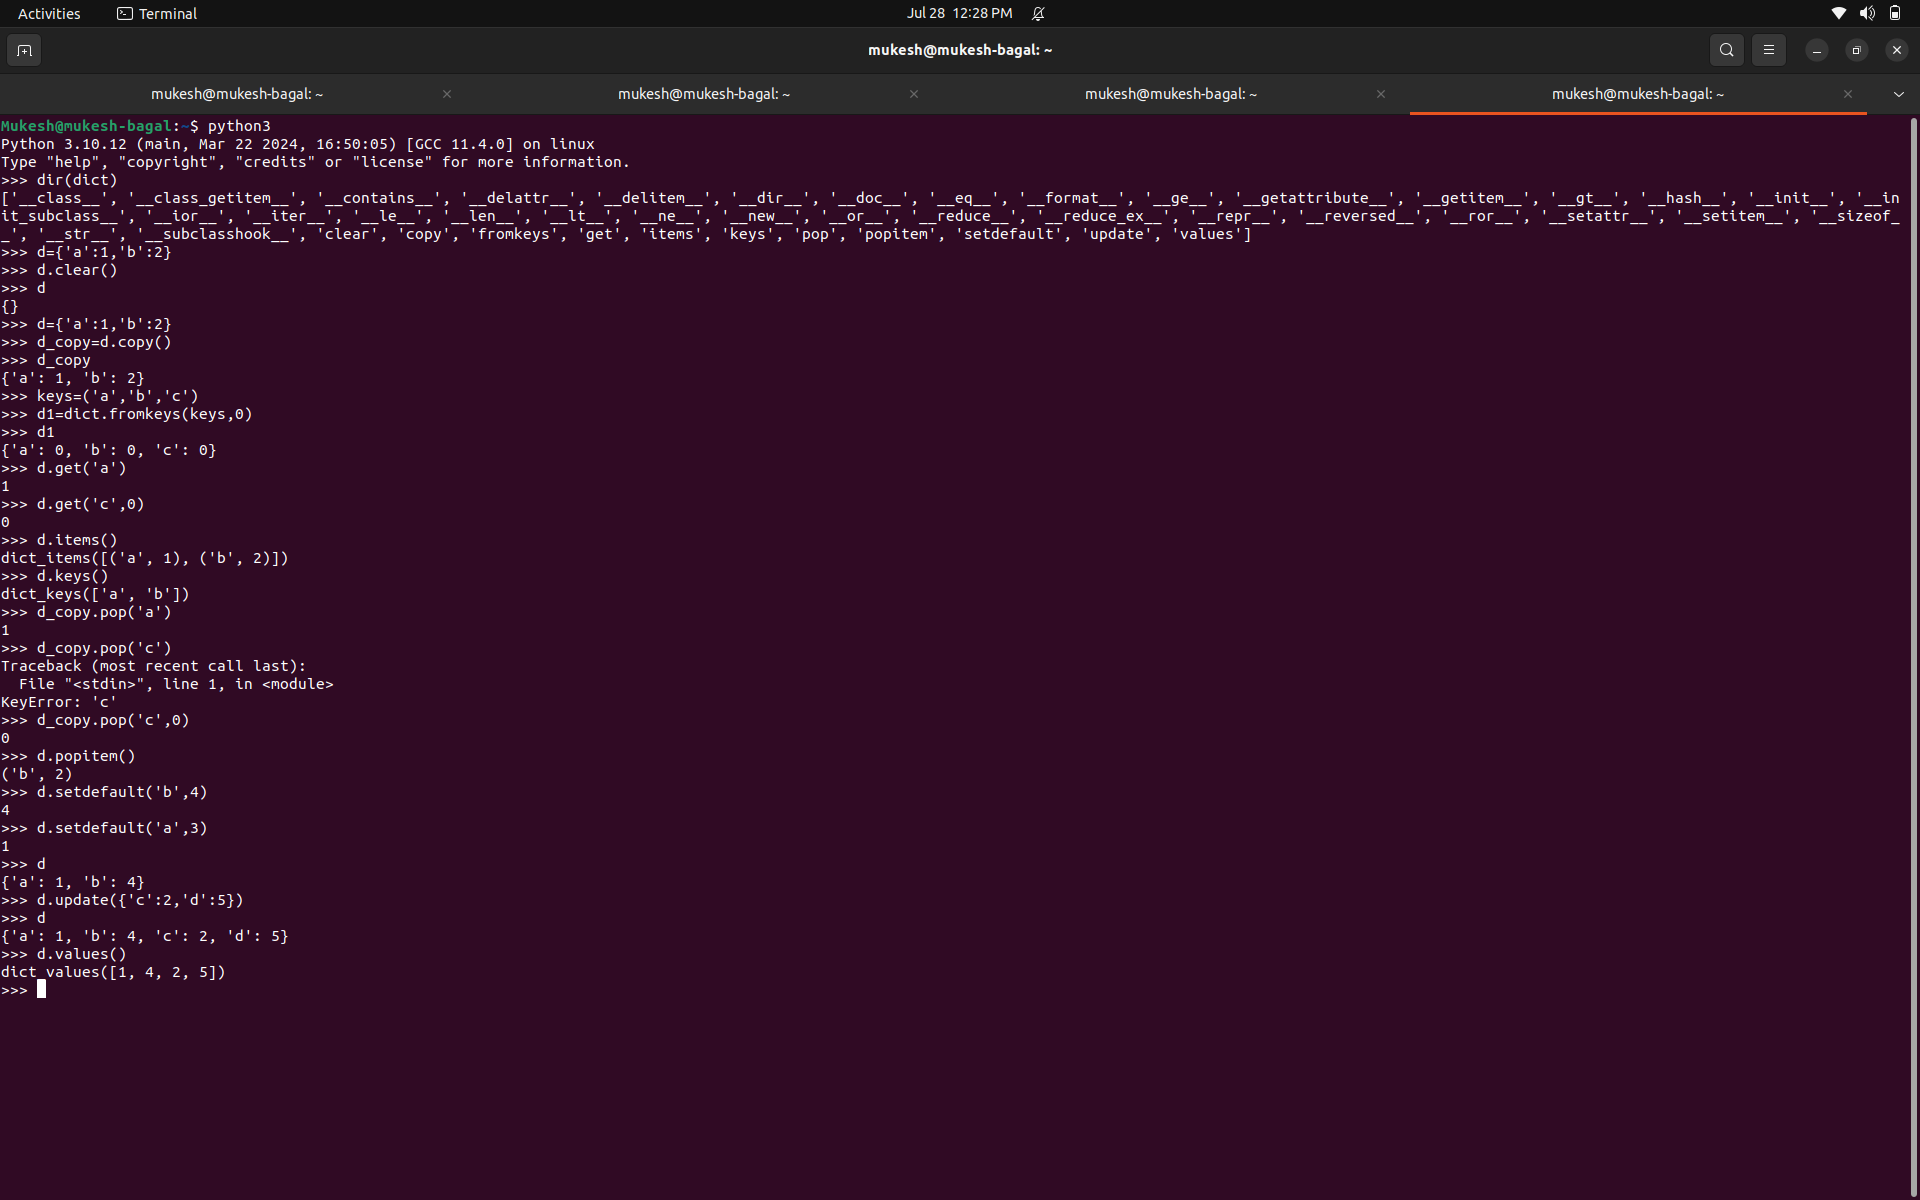 Activities Terminal Jul 28 12:28 PM
mukesh@mukesh-bagal: ~
mukesh@mukesh-bagal: ~ mukesh@mukesh-bagal: ~ mukesh@mukesh-bagal: ~ mukesh@mukesh-bagal: ~
Mukesh@mukesh-bagal:~$ python3
Python 3.10.12 (main, Mar 22 2024, 16:50:05) [GCC 11.4.0] on linux
Type "help", "copyright", "credits" or "license" for more information.
>>> dir(dict)
['__class__', '__class_getitem__', '__contains__', '__delattr__', '__delitem__', '__dir__', '__doc__', '__eq__', '__format__', '__ge__', '__getattribute__', '__getitem__', '__gt__', '__hash__', '__init__', '__in
it_subclass__', '__ior__', '__iter__', '__le__', '__len__', '__lt__', '__ne__', '__new__', '__or__', '__reduce__', '__reduce_ex__', '__repr__', '__reversed__', '__ror__', '__setattr__', '__setitem__', '__sizeof_
_', '__str__', '__subclasshook__', 'clear', 'copy', 'fromkeys', 'get', 'items', 'keys', 'pop', 'popitem', 'setdefault', 'update', 'values']
>>> d={'a':1,'b':2}
>>> d.clear()
>>> d
{}
>>> d={'a':1,'b':2}
>>> d_copy=d.copy()
>>> d_copy
{'a': 1, 'b': 2}
>>> keys=('a','b','c')
>>> d1=dict.fromkeys(keys,0)
>>> d1
{'a': 0, 'b': 0, 'c': 0}
>>> d.get('a')
1
>>> d.get('c',0)
0
>>> d.items()
dict_items([('a', 1), ('b', 2)])
>>> d.keys()
dict_keys(['a', 'b'])
>>> d_copy.pop('a')
1
>>> d_copy.pop('c')
Traceback (most recent call last):
  File "<stdin>", line 1, in <module>
KeyError: 'c'
>>> d_copy.pop('c',0)
0
>>> d.popitem()
('b', 2)
>>> d.setdefault('b',4)
4
>>> d.setdefault('a',3)
1
>>> d
{'a': 1, 'b': 4}
>>> d.update({'c':2,'d':5})
>>> d
{'a': 1, 'b': 4, 'c': 2, 'd': 5}
>>> d.values()
dict_values([1, 4, 2, 5])
>>>